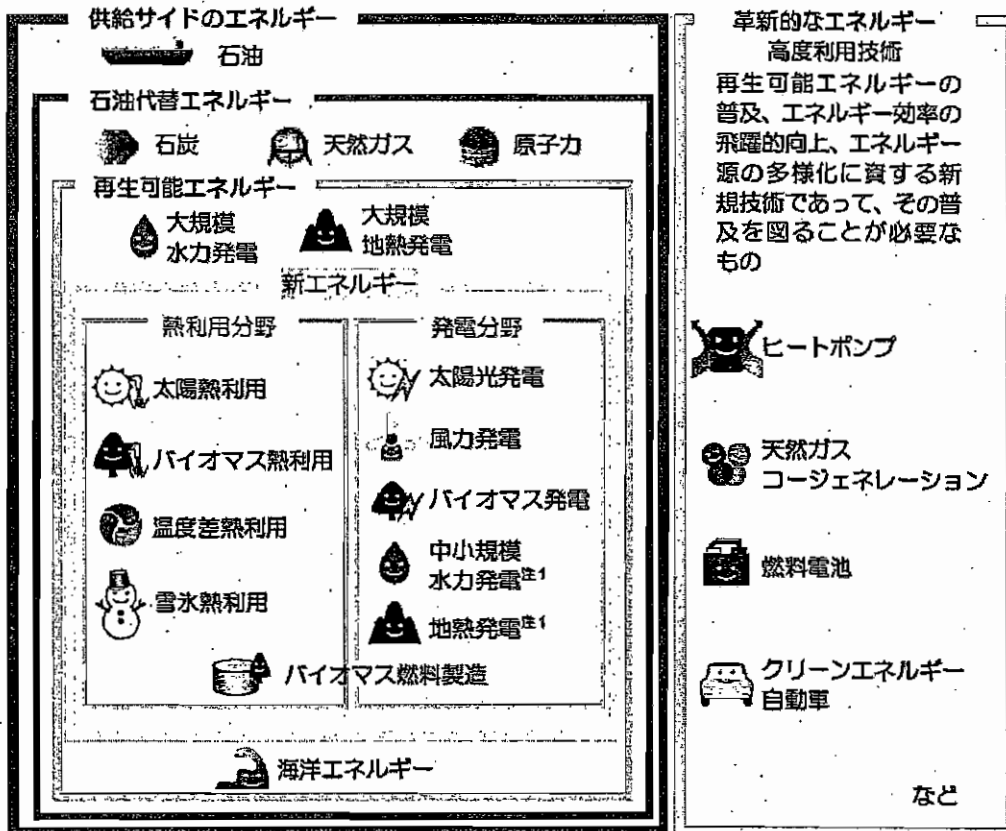 供給サイドのエネルギー
石油
石油代替エネルギー
石炭
天然ガス
原子力
再生可能エネルギー
大規模
水力発電
大規模
地熱発電
新エネルギー
熱利用分野
太陽熱利用
バイオマス熱利用
温度差熱利用
雪氷熱利用
発電分野
太陽光発電
風力発電
バイオマス発電
中小規模
水力発電注1
地熱発電注1
バイオマス燃料製造
海洋エネルギー
革新的なエネルギー
高度利用技術
再生可能エネルギーの
普及、エネルギー効率の
飛躍的向上、エネルギー
源の多様化に資する新
規技術であって、その普
及を図ることが必要な
もの
ヒートポンプ
天然ガス
コージェネレーション
燃料電池
クリーンエネルギー
自動車
など